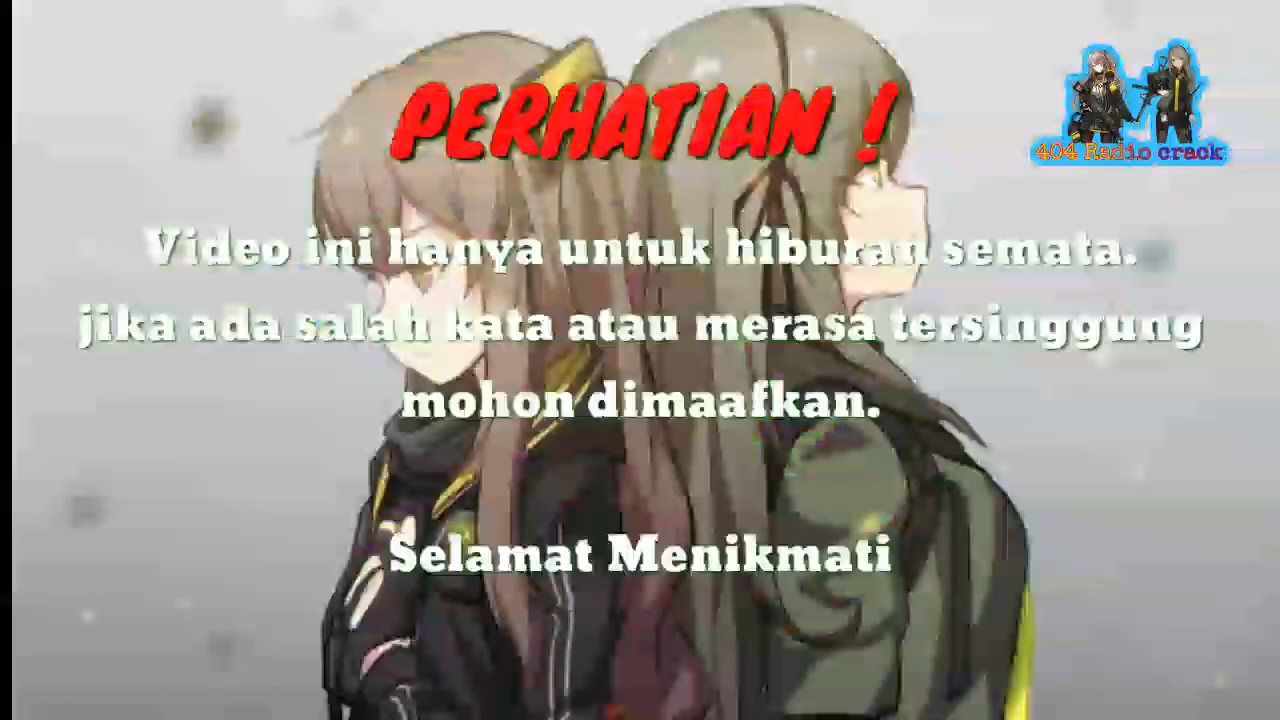 PERHATIAN !
404 Radio crack
Video ini hanya untuk hiburan semata.
jika ada salah kata atau merasa tersinggung
mohon dimaafkan.
Selamat Menikmati